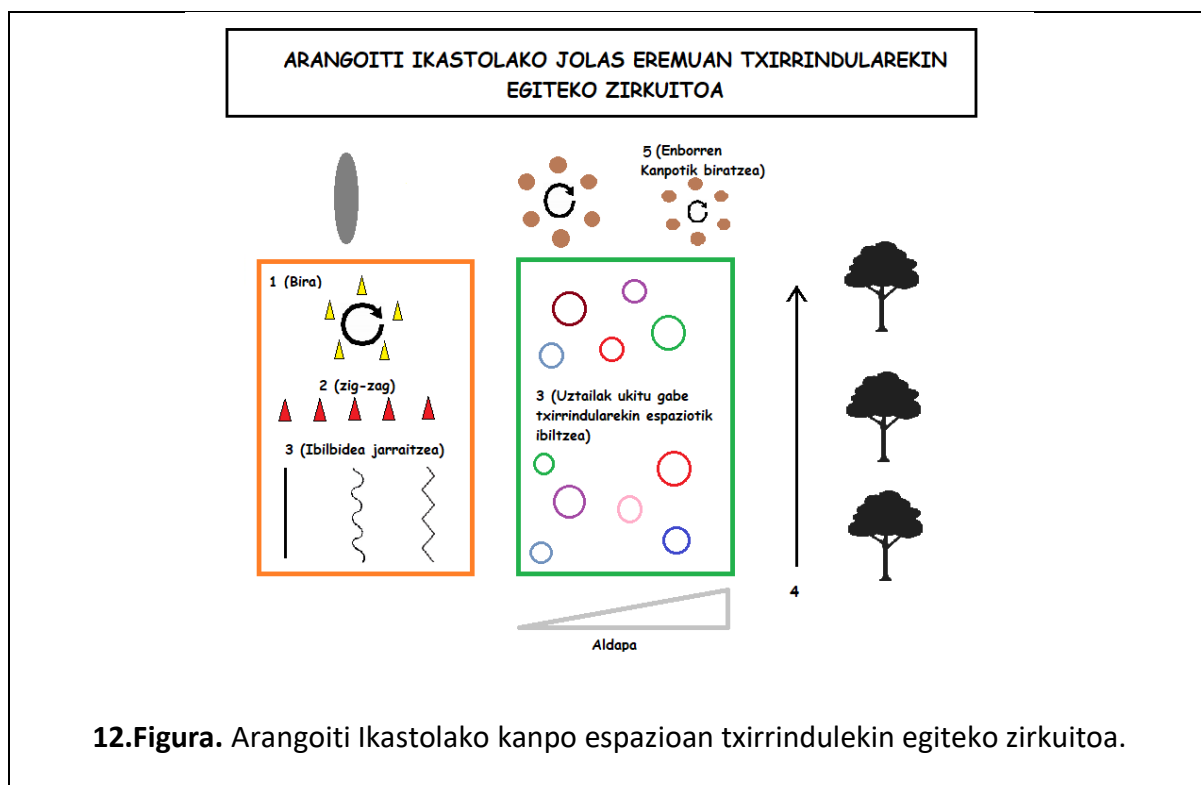 ARANGOITI IKASTOLAKO JOLAS EREMUAN TXIRRINDULAREKIN
EGITEKO ZIRKUITOA
5 (Enborren
Kanpotik biratzea)
1 (Bira)
2 (zig-zag)
3 (Ibilbidea jarraitzea)
3 (Uztailak ukitu gabe
txirrindularekin espaziotik
ibiltzea)
4
Aldapa
12.Figura. Arangoiti Ikastolako kanpo espazioan txirrindulekin egiteko zirkuitoa.